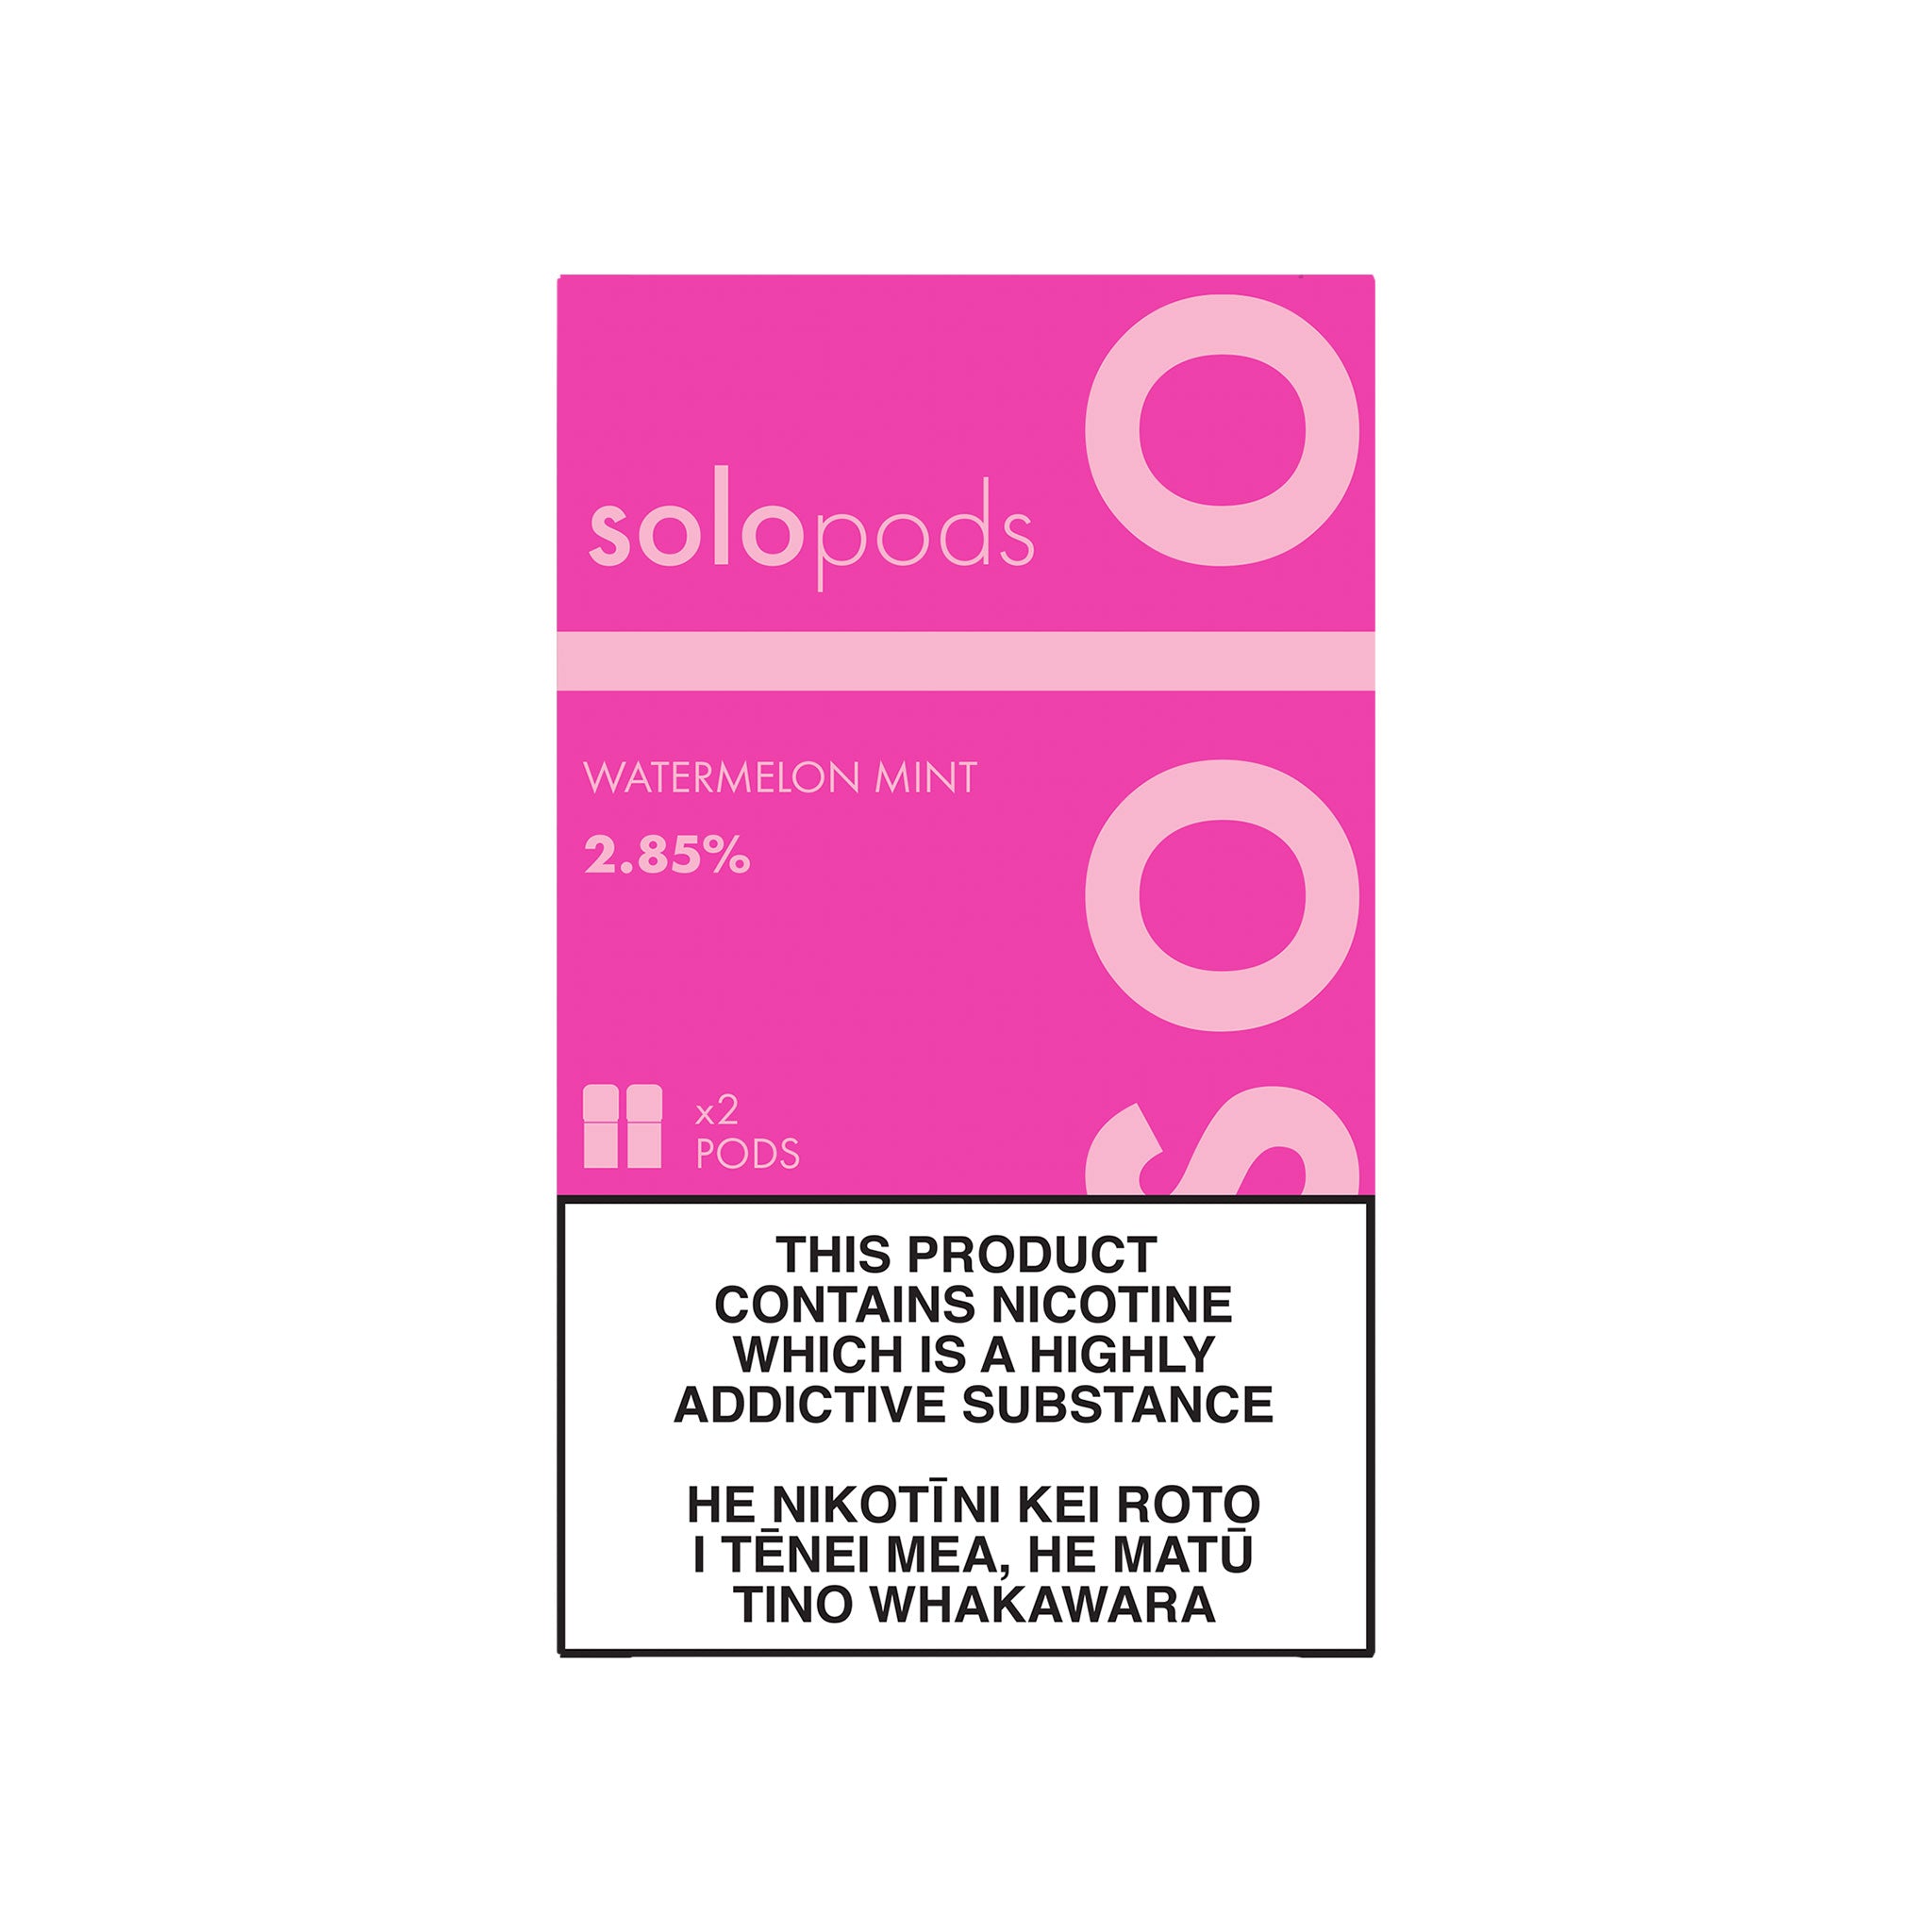 solopods
WATERMELON MINT
2.85%
x2
PODS
solo
THIS PRODUCT
CONTAINS NICOTINE
WHICH IS A HIGHLY
ADDICTIVE SUBSTANCE
HE NIKOTĪNI KEI ROTO
I TĒNEI MEA, HE MATŪ
TINO WHAKAWARA